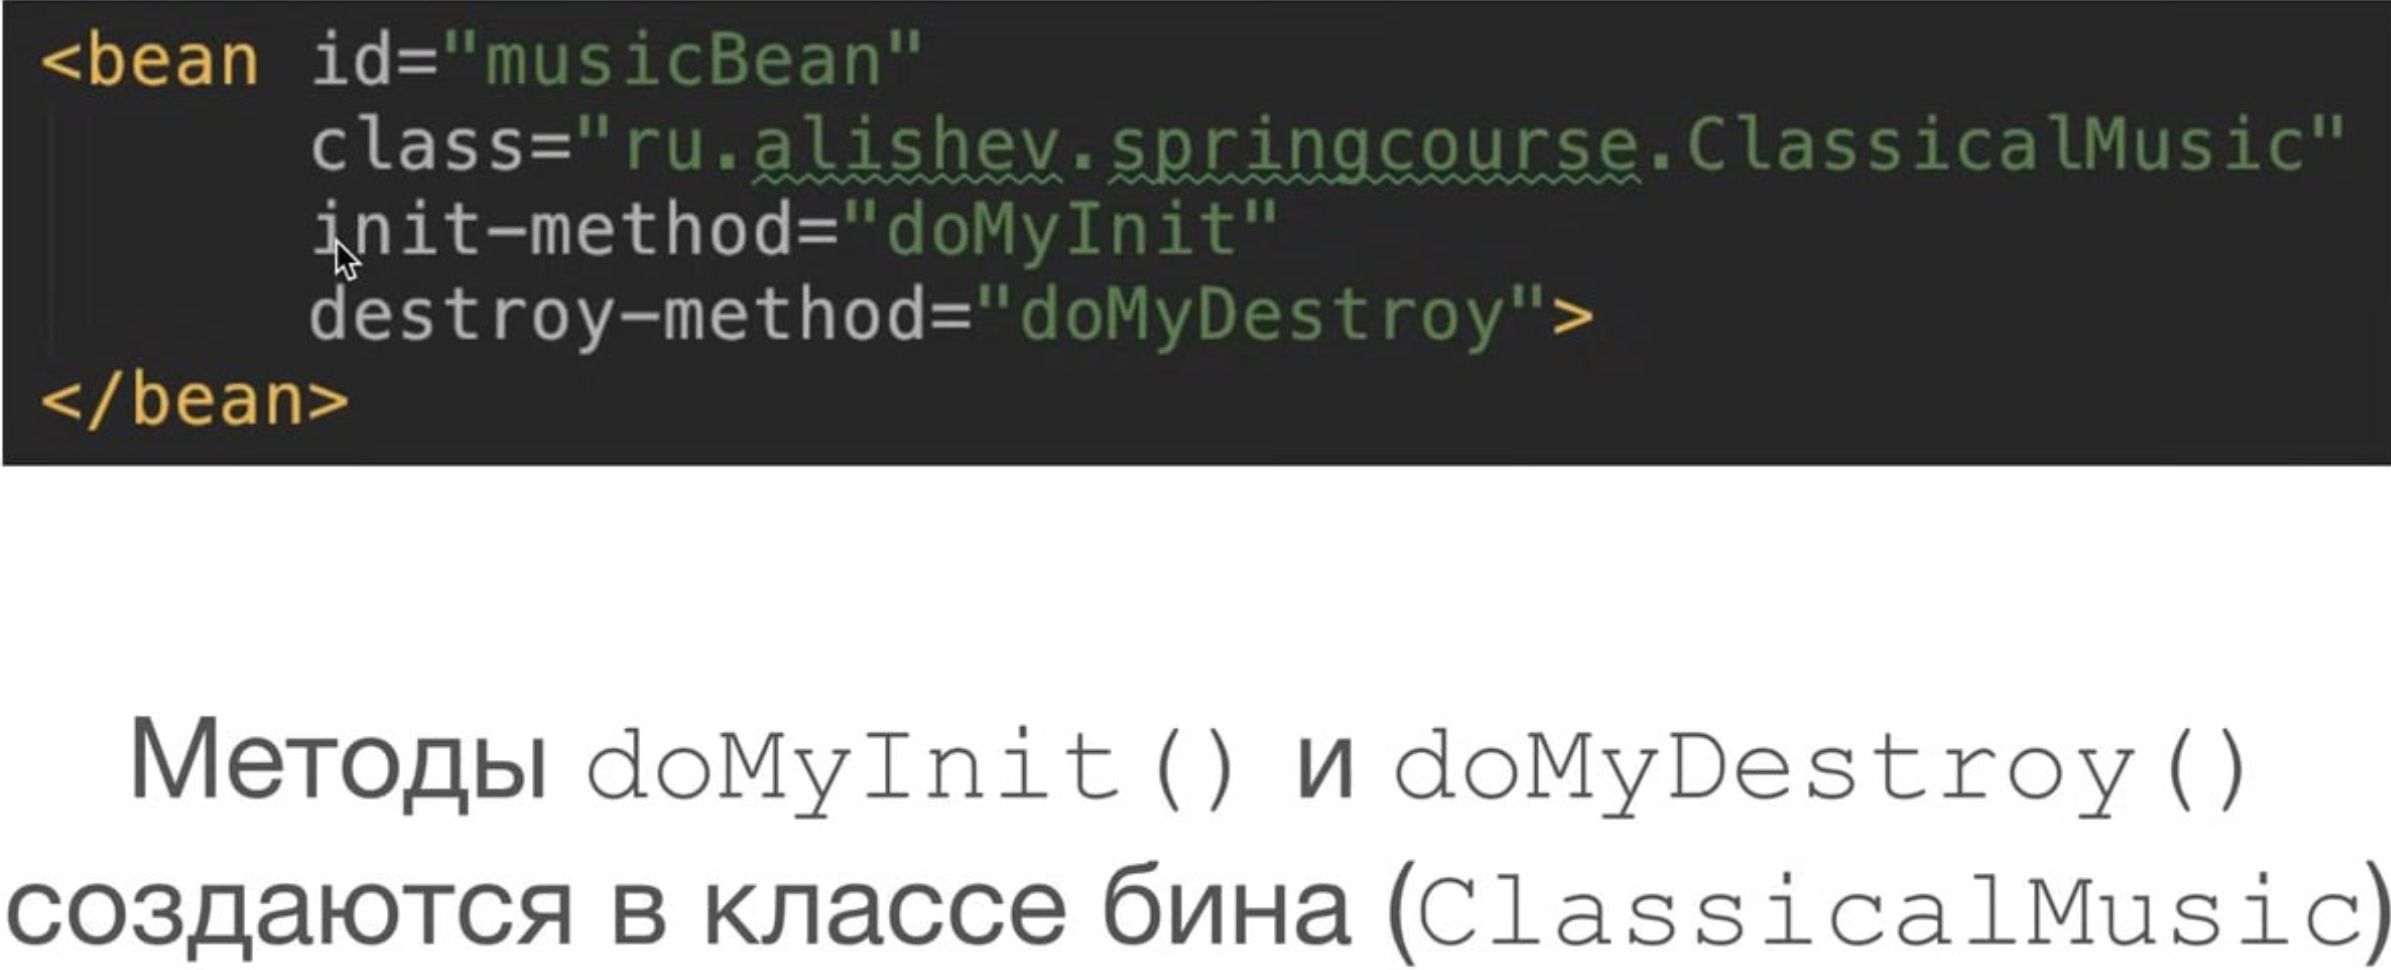 <bean id="musicBean"
class="ru.alishev.springcourse.ClassicalMusic"
init-method="doMyInit"
destroy-method="doMyDestroy">
</bean>
Методы doMyInit() и doMyDestroy()
создаются в классе бина (ClassicalMusic)